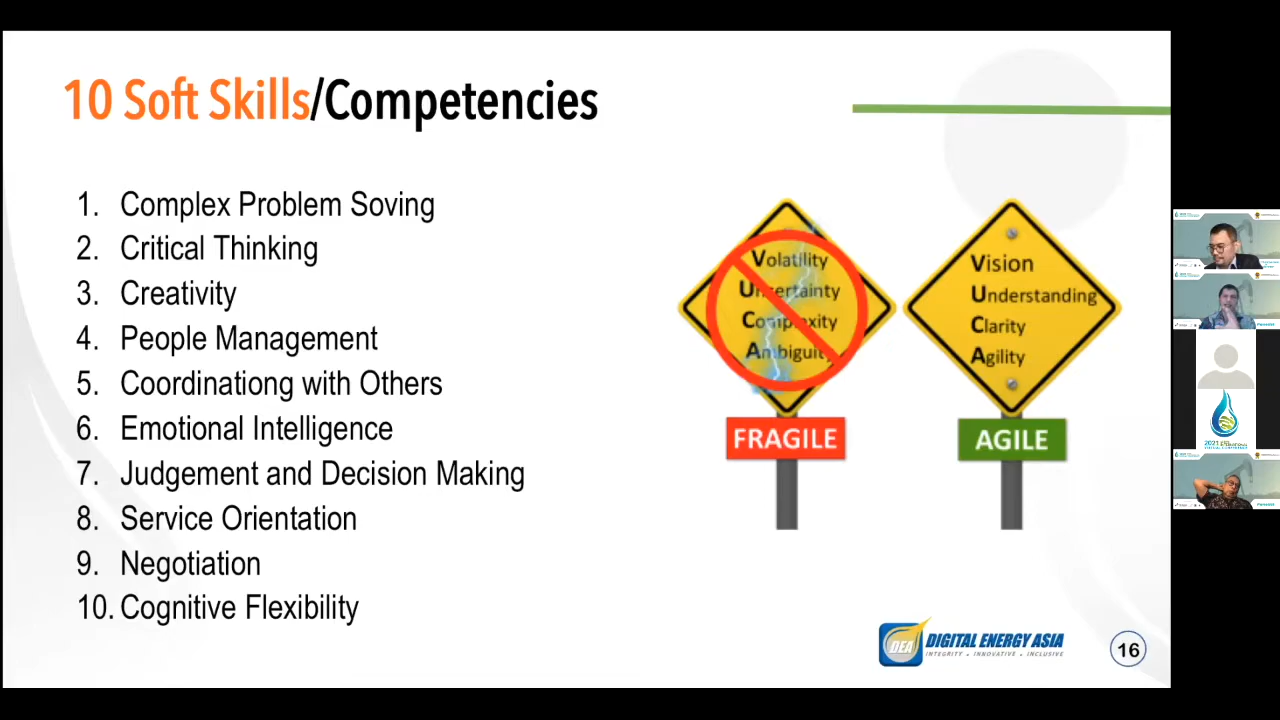 10 Soft Skills/Competencies
1. Complex Problem Soving
2. Critical Thinking
3. Creativity
4. People Management
5. Coordinationg with Others
6. Emotional Intelligence
7. Judgement and Decision Making
8. Service Orientation
9. Negotiation
10. Cognitive Flexibility
Volatility
Uncertainty
Complexity
Ambiguity
FRAGILE
Vision
Understanding
Clarity
Agility
AGILE
DEA
DIGITAL ENERGY ASIA
INTEGRITY • INNOVATIVE • INCLUSIVE
16
2021